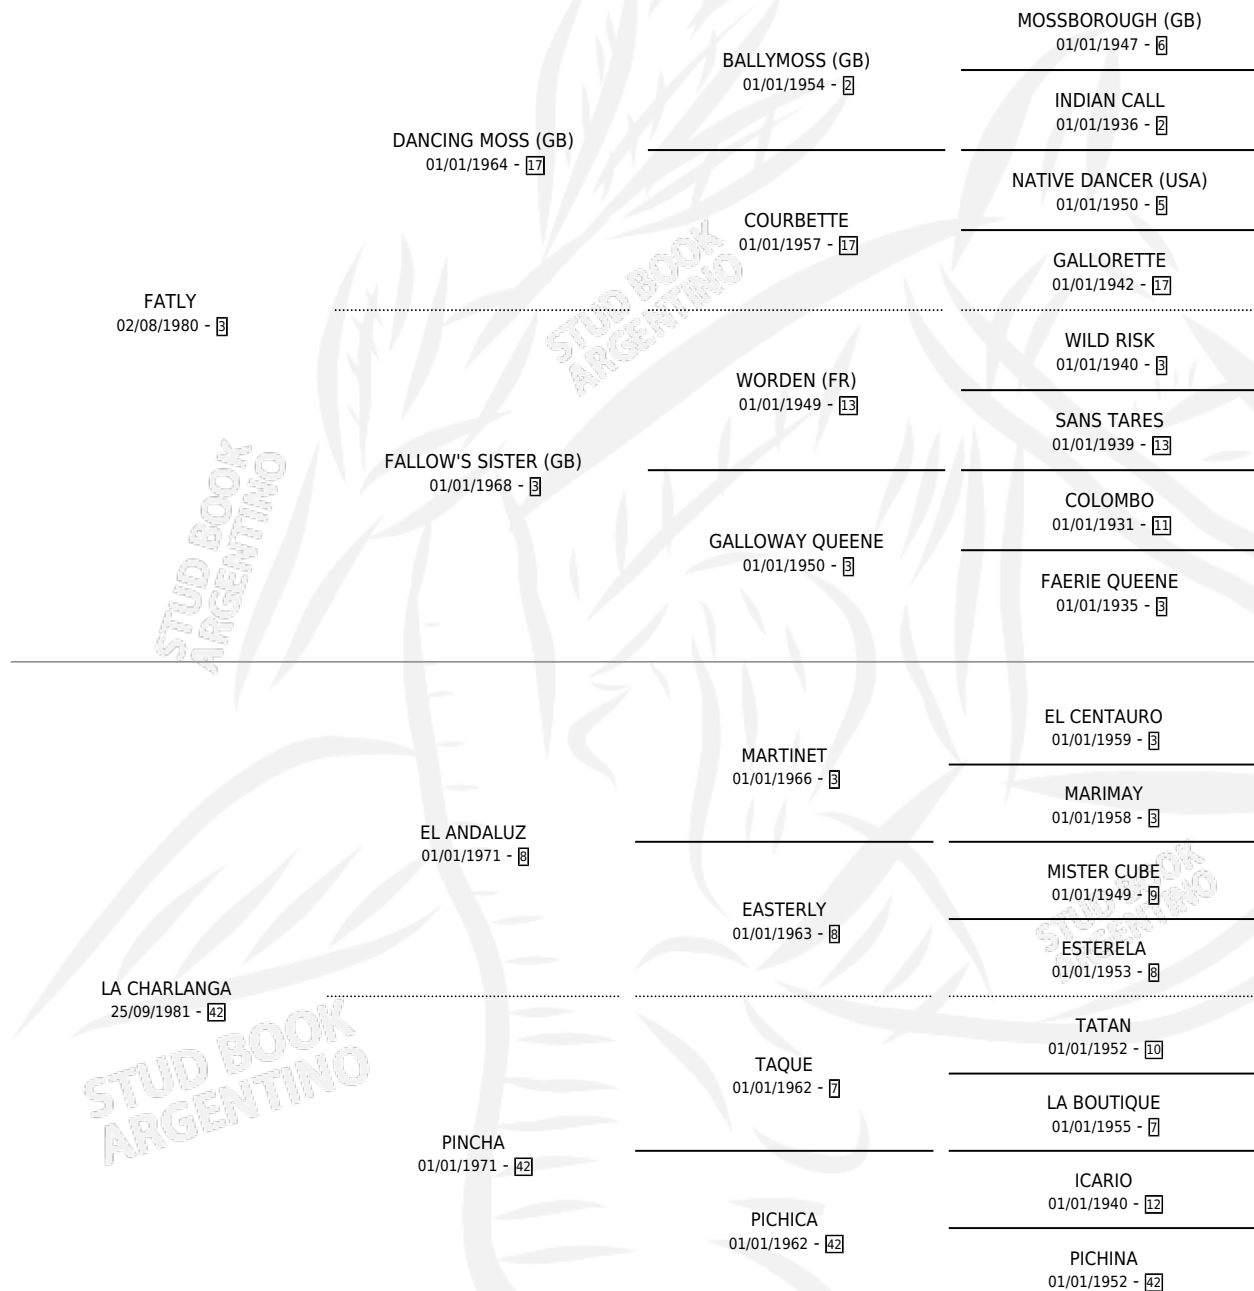 MOSSBOROUGH (GB)
01/01/1947 - 6
BALLYMOSS (GB)
01/01/1954 - 2
INDIAN CALL
01/01/1936 - 2
DANCING MOSS (GB)
01/01/1964 - 17
NATIVE DANCER (USA)
01/01/1950 - 5
COURBETTE
01/01/1957 - 17
GALLORETTE
01/01/1942 - 17
FATLY
02/08/1980 - 3
WILD RISK
01/01/1940 - 3
WORDEN (FR)
01/01/1949 - 13
SANS TARES
01/01/1939 - 13
FALLOW'S SISTER (GB)
01/01/1968 - 3
COLOMBO
01/01/1931 - 11
GALLOWAY QUEENE
01/01/1950 - 3
FAERIE QUEENE
01/01/1935 - 3
EL CENTAURO
01/01/1959 - 3
MARTINET
01/01/1966 - 3
MARIMAY
01/01/1958 - 3
EL ANDALUZ
01/01/1971 - 8
MISTER CUBE
01/01/1949 - 9
EASTERLY
01/01/1963 - 8
ESTERELA
01/01/1953 - 8
LA CHARLANGA
25/09/1981 - 42
TATAN
01/01/1952 - 10
TAQUE
01/01/1962 - 7
LA BOUTIQUE
01/01/1955 - 7
PINCHA
01/01/1971 - 42
ICARIO
01/01/1940 - 12
PICHICA
01/01/1962 - 42
PICHINA
01/01/1952 - 42
STUD BOOK
ARGENTINO
STUD BOOK
ARGENTINO
STUD BOOK
ARGENTINO
STUD BOOK
ARGENTINO